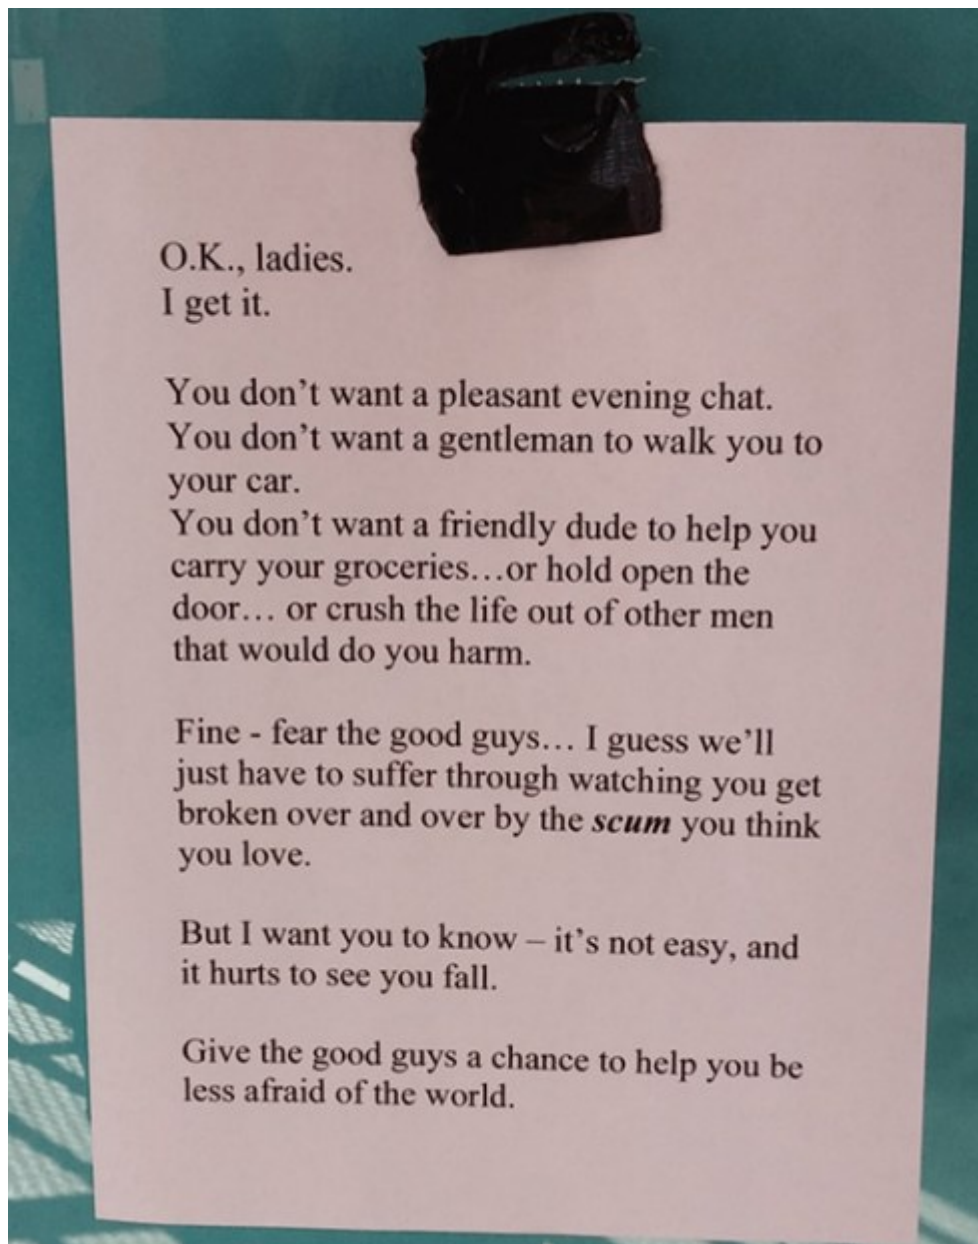 O.K., ladies.
I get it.
You don't want a pleasant evening chat.
You don't want a gentleman to walk you to
your car.
You don't want a friendly dude to help you
carry your groceries…or hold open the
door… or crush the life out of other men
that would do you harm.
Fine - fear the good guys… I guess we'll
just have to suffer through watching you get
broken over and over by the scum you think
you love.
But I want you to know – it's not easy, and
it hurts to see you fall.
Give the good guys a chance to help you be
less afraid of the world.